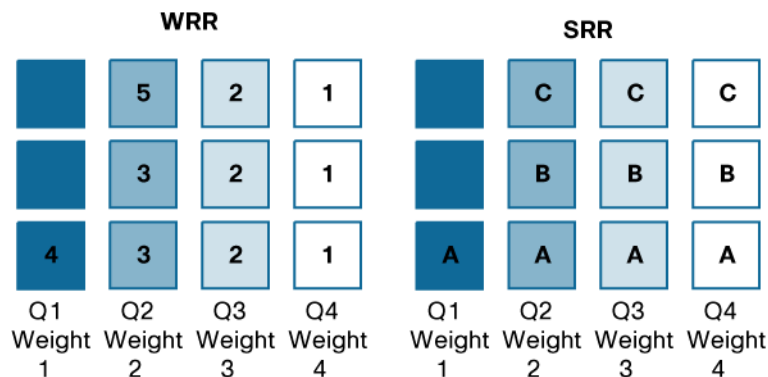 WRR
5 2 1
3 2 1
4 3 2 1
Q1 Q2 Q3 Q4
Weight Weight Weight Weight
1 2 3 4
SRR
C C C
B B B
A A A A
Q1 Q2 Q3 Q4
Weight Weight Weight Weight
1 2 3 4